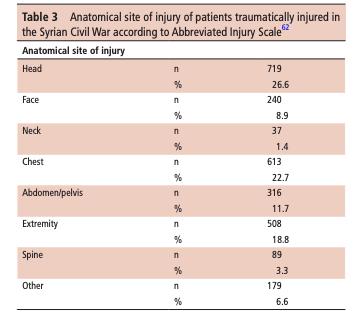 Table 3 Anatomical site of injury of patients traumatically injured in
the Syrian Civil War according to Abbreviated Injury Scale62
Anatomical site of injury
Head n 719
% 26.6
Face n 240
% 8.9
Neck n 37
% 1.4
Chest n 613
% 22.7
Abdomen/pelvis n 316
% 11.7
Extremity n 508
% 18.8
Spine n 89
% 3.3
Other n 179
% 6.6